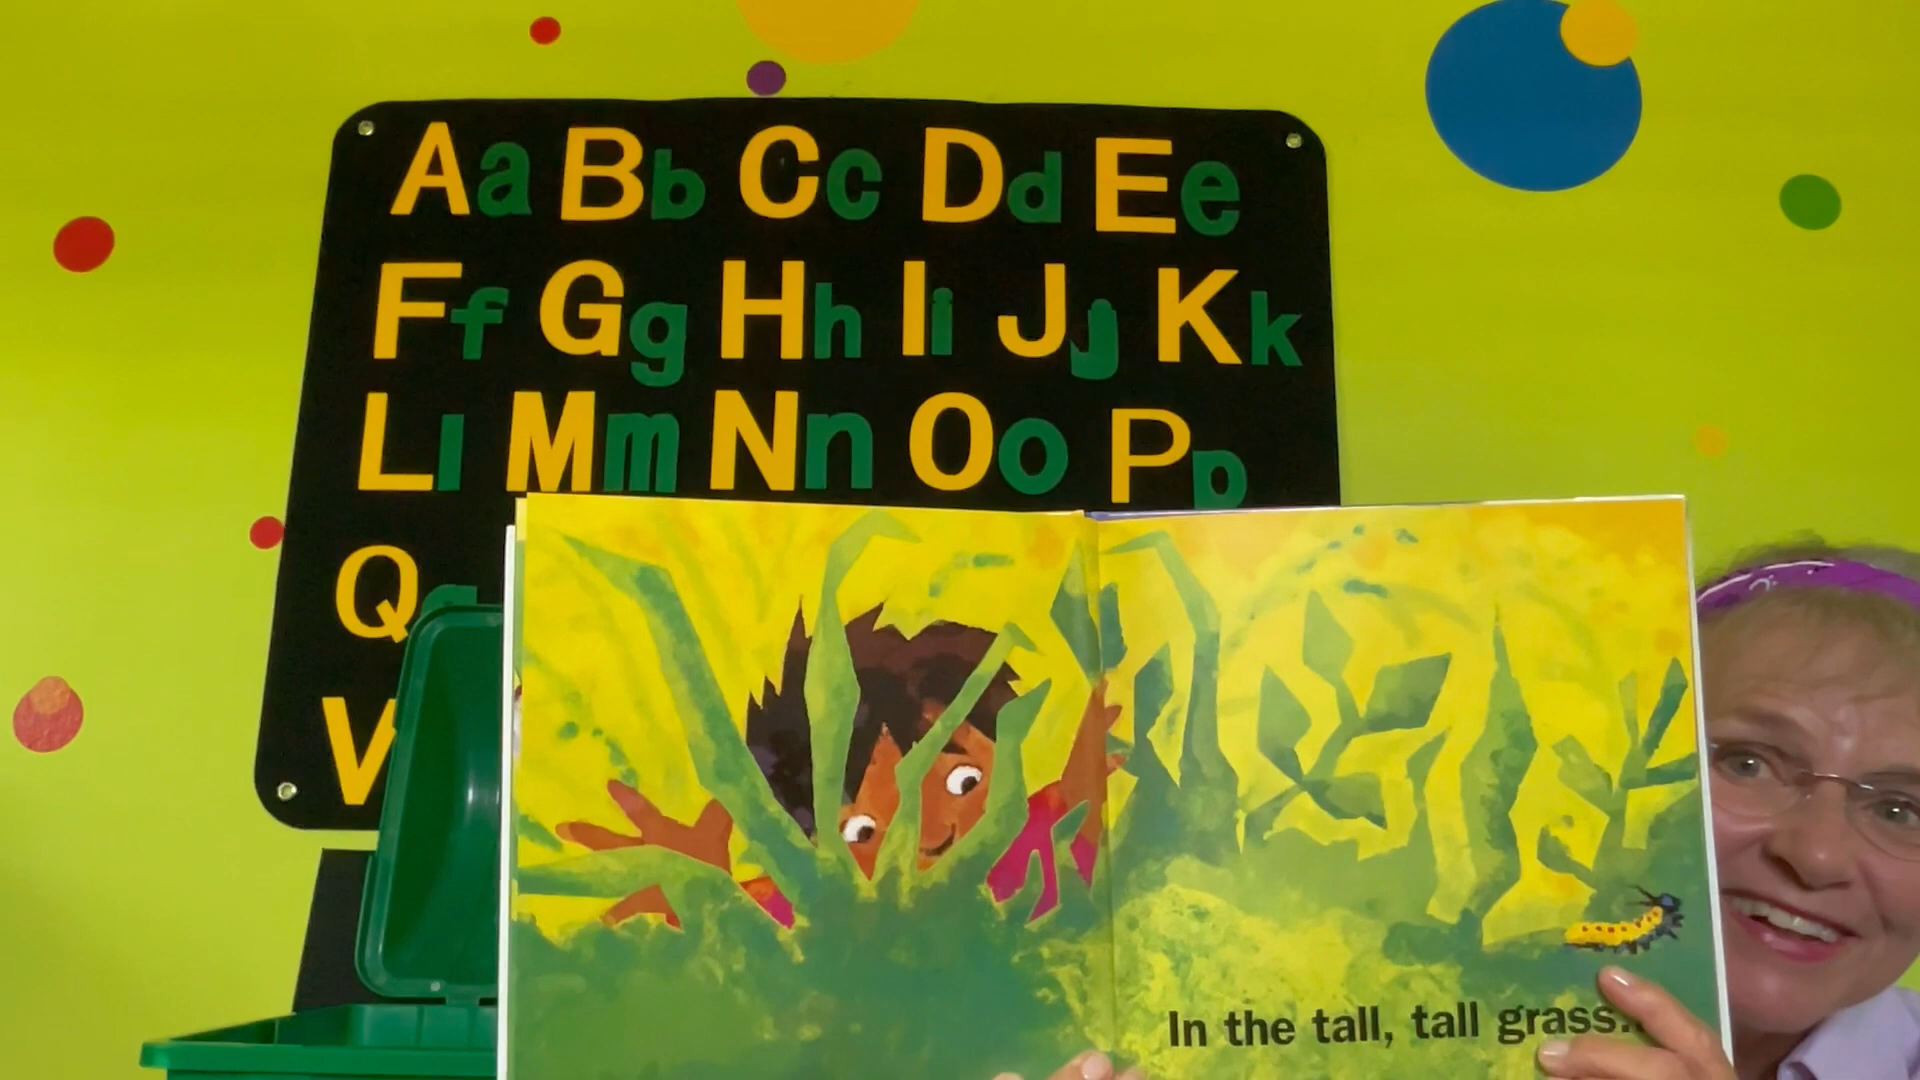 Aa Bb Cc Dd Ee
Ff Gg Hh Ii Jj Kk
Ll Mm Nn Oo Pp
Q
V
In the tall, tall grass..